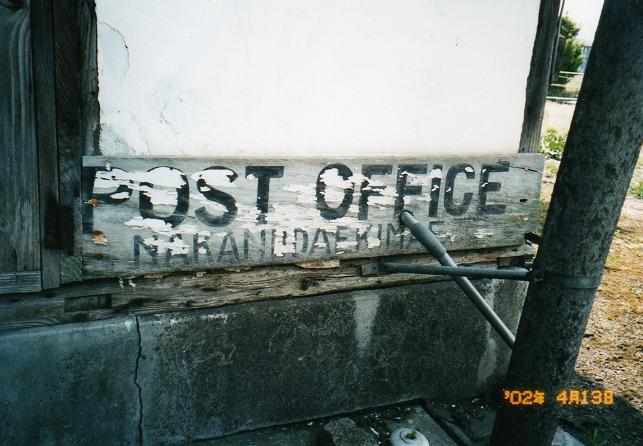 POST OFFICE
NAKANIIDAEKIMAE
'02年 4月13日